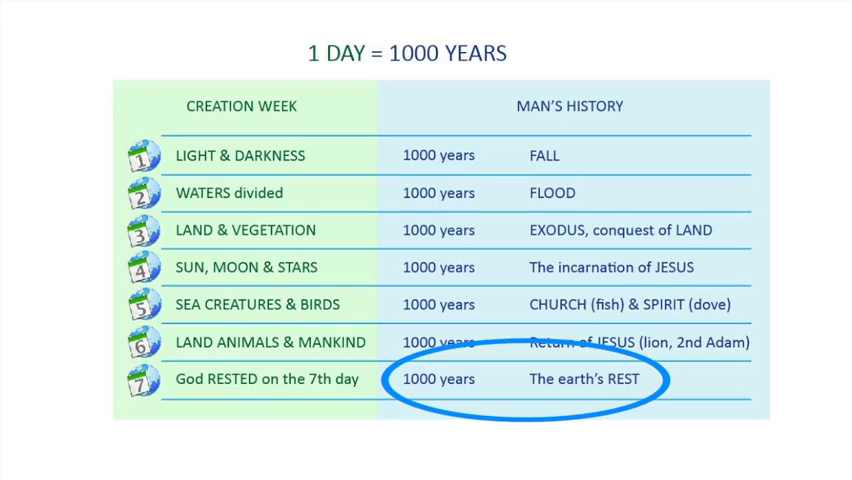 1 DAY = 1000 YEARS
CREATION WEEK MAN'S HISTORY
1 LIGHT & DARKNESS 1000 years FALL
2 WATERS divided 1000 years FLOOD
3 LAND & VEGETATION 1000 years EXODUS, conquest of LAND
4 SUN, MOON & STARS 1000 years The incarnation of JESUS
5 SEA CREATURES & BIRDS 1000 years CHURCH (fish) & SPIRIT (dove)
6 LAND ANIMALS & MANKIND 1000 years Return of JESUS (lion, 2nd Adam)
7 God RESTED on the 7th day 1000 years The earth's REST